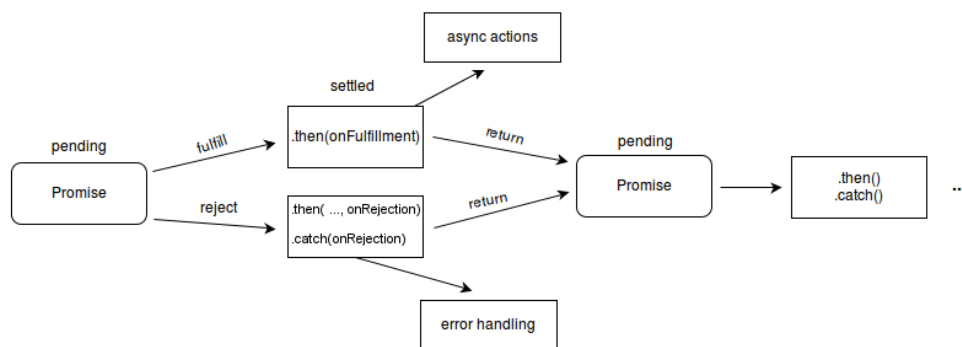 async actions
settled
.then(onFulfillment)
pending
fulfill
Promise
reject
.then( ..., onRejection)
.catch(onRejection)
return
return
pending
Promise
.then()
.catch()
..
error handling